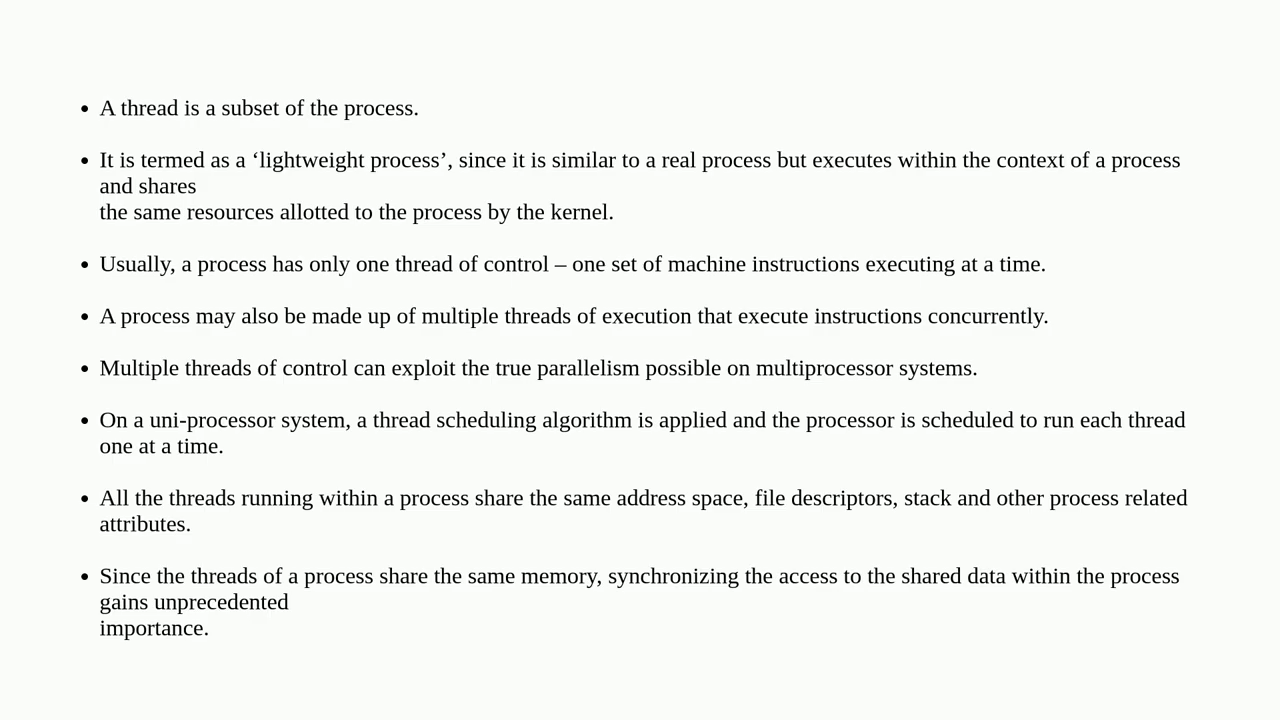 • A thread is a subset of the process.
• It is termed as a ‘lightweight process’, since it is similar to a real process but executes within the context of a process
and shares
the same resources allotted to the process by the kernel.
• Usually, a process has only one thread of control – one set of machine instructions executing at a time.
• A process may also be made up of multiple threads of execution that execute instructions concurrently.
• Multiple threads of control can exploit the true parallelism possible on multiprocessor systems.
• On a uni-processor system, a thread scheduling algorithm is applied and the processor is scheduled to run each thread
one at a time.
• All the threads running within a process share the same address space, file descriptors, stack and other process related
attributes.
• Since the threads of a process share the same memory, synchronizing the access to the shared data within the process
gains unprecedented
importance.